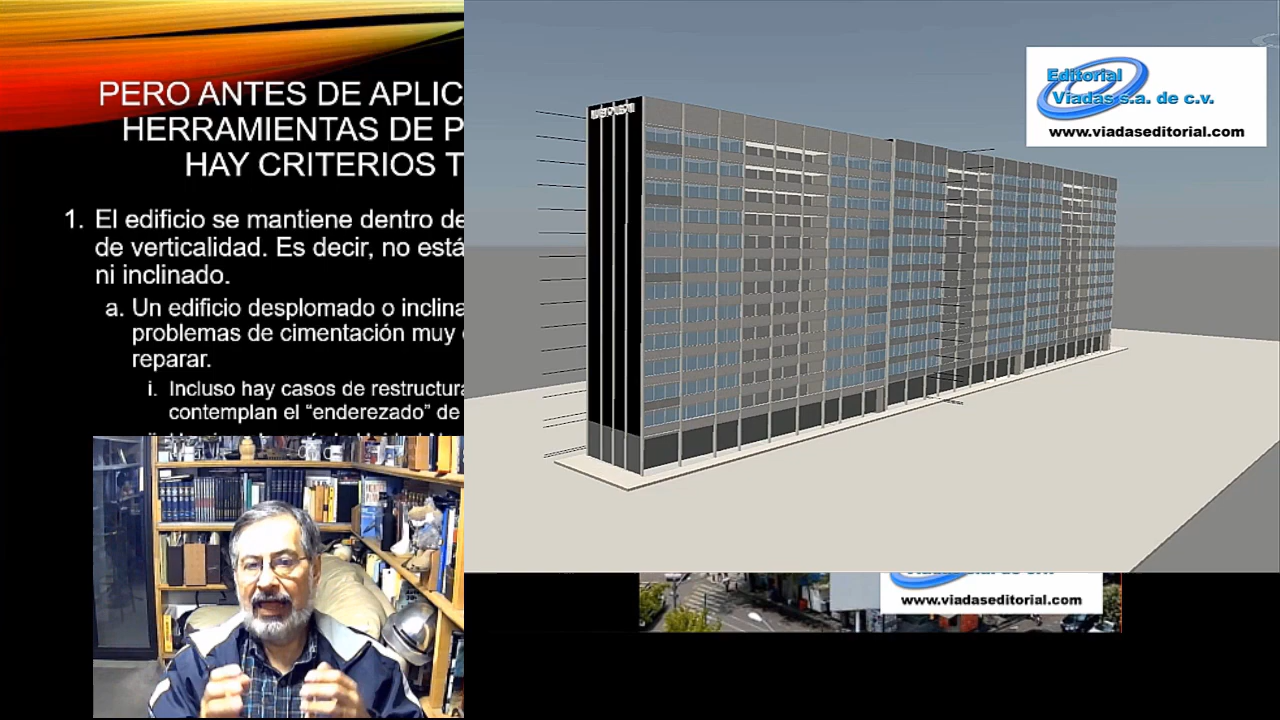 PERO ANTES DE APLIC
HERRAMIENTAS DE P
HAY CRITERIOS T
1. El edificio se mantiene dentro de
de verticalidad. Es decir, no está
ni inclinado.
a. Un edificio desplomado o inclina
problemas de cimentación muy
reparar.
i. Incluso hay casos de restructura
contemplan el “enderezado” de
Editorial
Viadas s.a. de c.v.
www.viadaseditorial.com
www.viadaseditorial.com